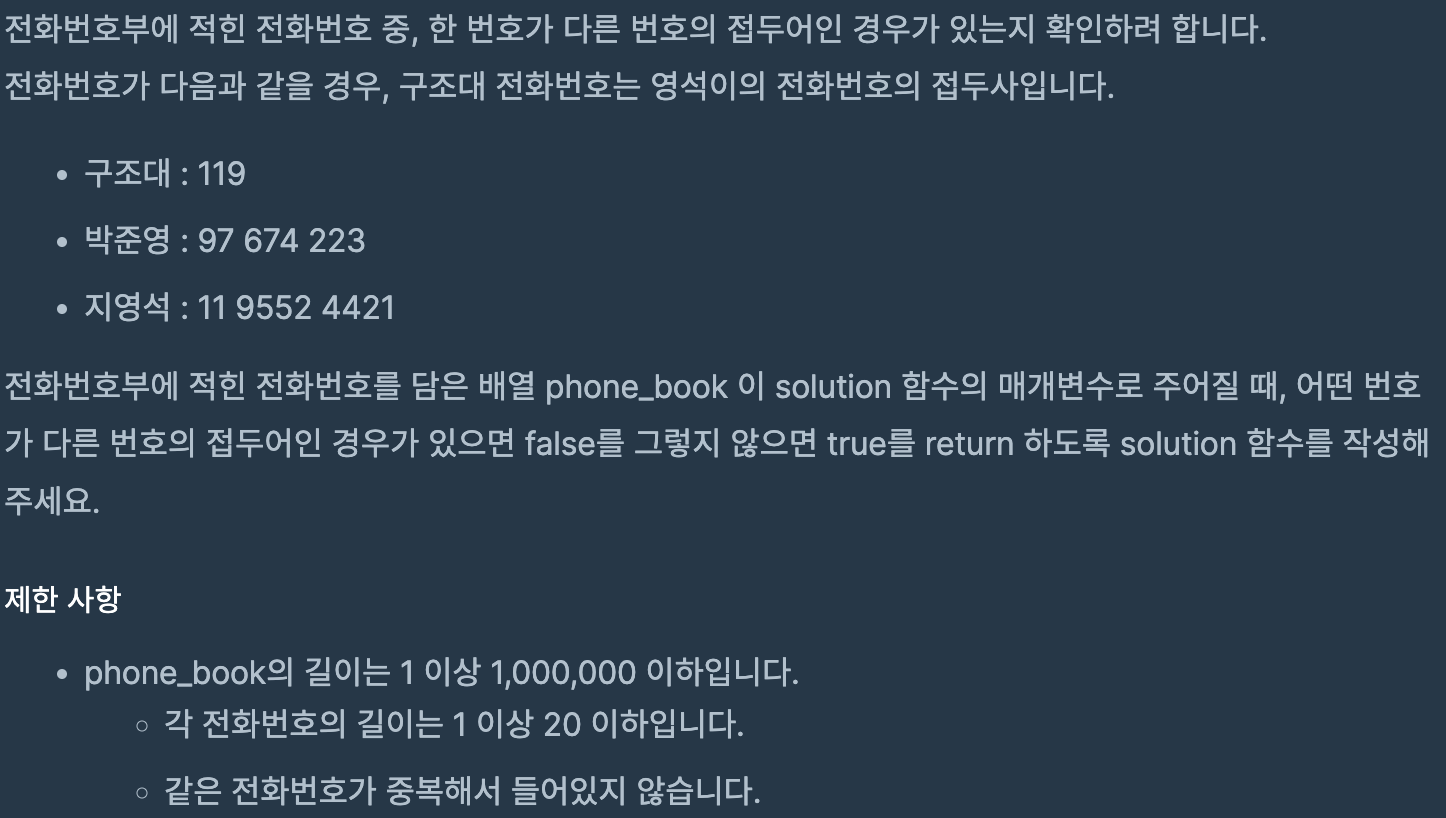 전화번호부에 적힌 전화번호 중, 한 번호가 다른 번호의 접두어인 경우가 있는지 확인하려 합니다.
전화번호가 다음과 같을 경우, 구조대 전화번호는 영석이의 전화번호의 접두사입니다.
• 구조대 : 119
• 박준영 : 97 674 223
• 지영석 : 11 9552 4421
전화번호부에 적힌 전화번호를 담은 배열 phone_book 이 solution 함수의 매개변수로 주어질 때, 어떤 번호
가 다른 번호의 접두어인 경우가 있으면 false를 그렇지 않으면 true를 return 하도록 solution 함수를 작성해
주세요.
제한 사항
• phone_book의 길이는 1 이상 1,000,000 이하입니다.
◦ 각 전화번호의 길이는 1 이상 20 이하입니다.
◦ 같은 전화번호가 중복해서 들어있지 않습니다.